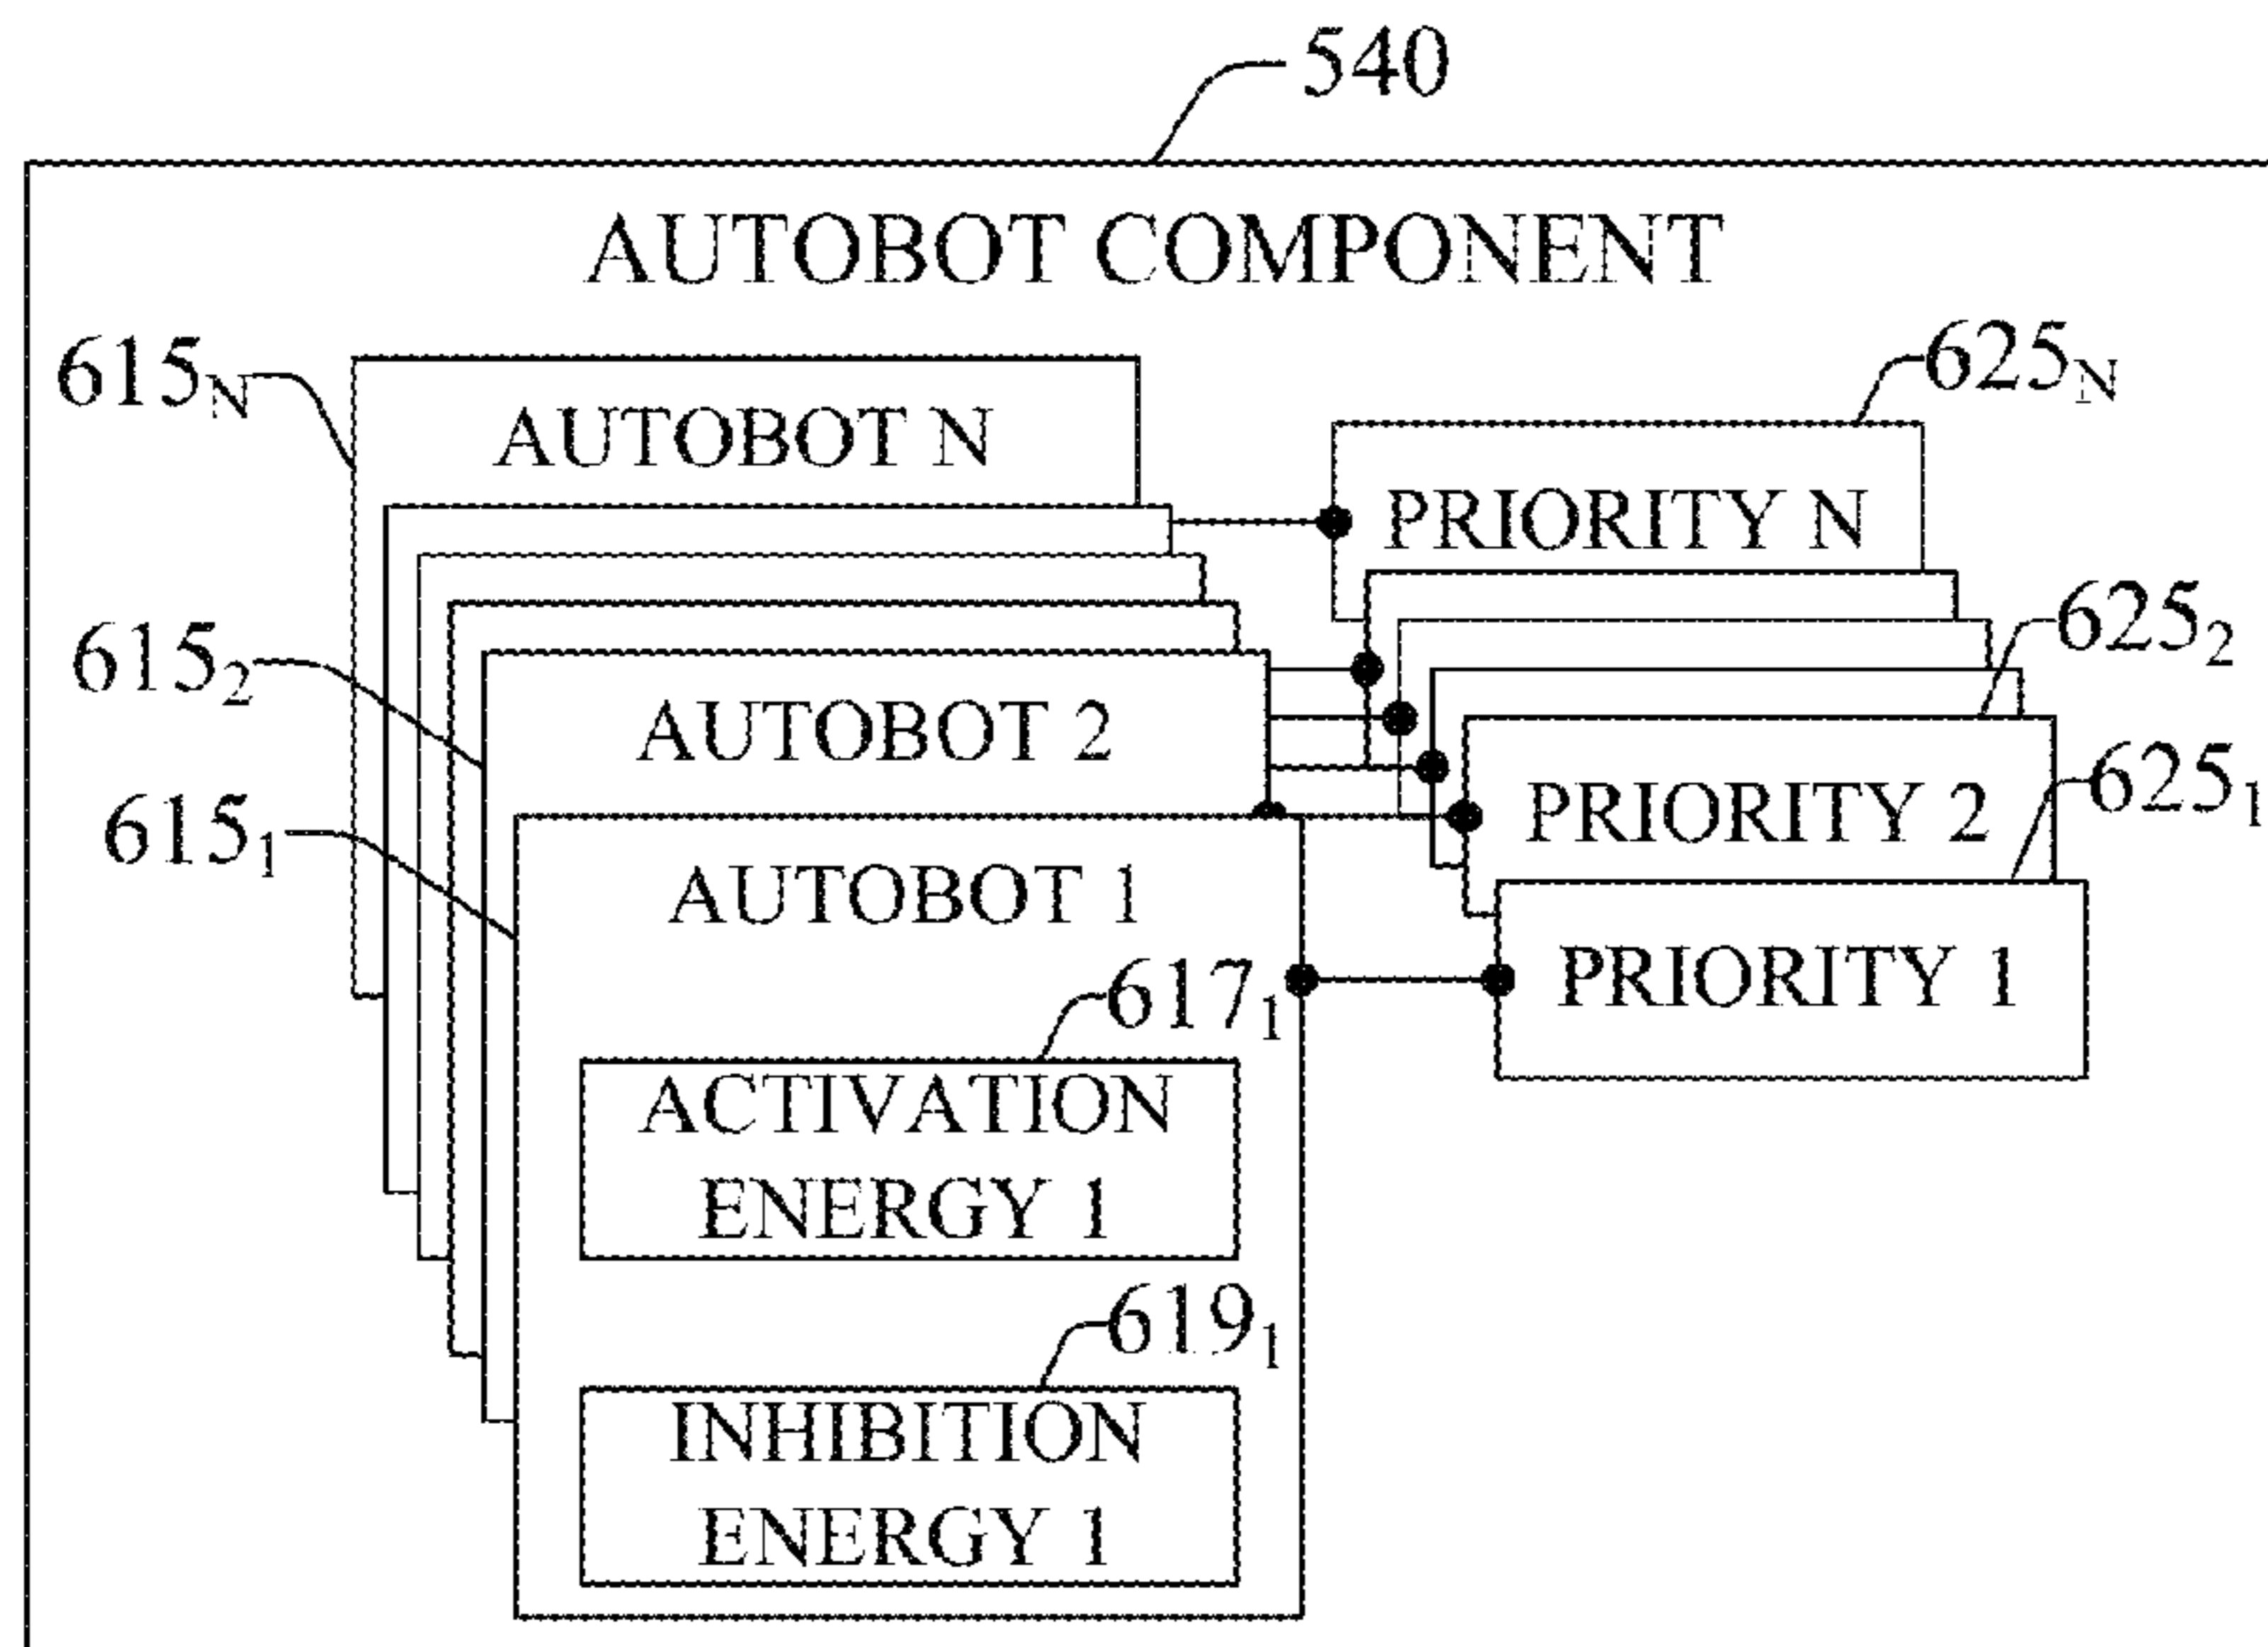 540
AUTOBOT COMPONENT
615N
AUTOBOT N
625N
PRIORITY N
6152
AUTOBOT 2
6252
PRIORITY 2
6151
AUTOBOT 1
6251
PRIORITY 1
6171
ACTIVATION
ENERGY 1
6191
INHIBITION
ENERGY 1